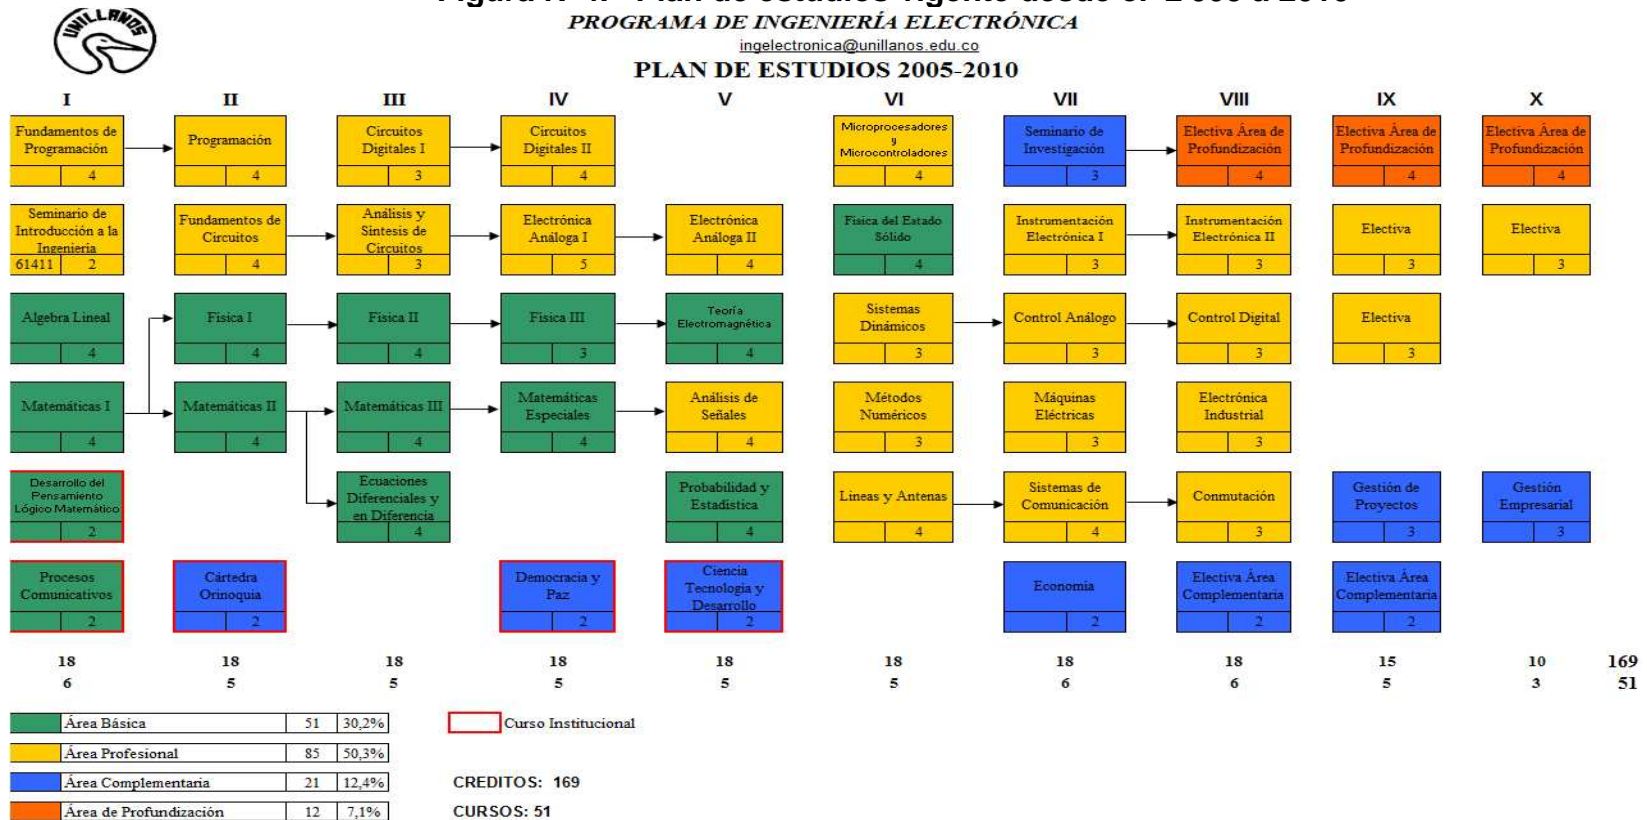 PROGRAMA DE INGENIERÍA ELECTRÓNICA
ingelectronica@unillanos.edu.co
PLAN DE ESTUDIOS 2005-2010
UNILLANOS
I II III IV V VI VII VIII IX X
Fundamentos de
Programación
4
Programación
4
Circuitos
Digitales I
3
Circuitos
Digitales II
4
Microprocesadores
y
Microcontroladores
4
Seminario de
Investigación
3
Electiva Área de
Profundización
4
Electiva Área de
Profundización
4
Electiva Área de
Profundización
4
Seminario de
Introducción a la
Ingeniería
61411 2
Fundamentos de
Circuitos
4
Análisis y
Síntesis de
Circuitos
3
Electrónica
Análoga I
5
Electrónica
Análoga II
4
Física del Estado
Sólido
4
Instrumentación
Electrónica I
3
Instrumentación
Electrónica II
3
Electiva
3
Electiva
3
Algebra Lineal
4
Física I
4
Física II
4
Física III
3
Teoría
Electromagnética
4
Sistemas
Dinámicos
3
Control Análogo
3
Control Digital
3
Electiva
3
Matemáticas I
4
Matemáticas II
4
Matemáticas III
4
Matemáticas
Especiales
4
Análisis de
Señales
4
Métodos
Numéricos
3
Máquinas
Eléctricas
3
Electrónica
Industrial
3
Desarrollo del
Pensamiento
Lógico Matemático
2
Ecuaciones
Diferenciales y
en Diferencia
4
Probabilidad y
Estadística
4
Lineas y Antenas
4
Sistemas de
Comunicación
4
Conmutación
3
Gestión de
Proyectos
3
Gestión
Empresarial
3
Procesos
Comunicativos
2
Cártedra
Orinoquia
2
Democracia y
Paz
2
Ciencia
Tecnología y
Desarrollo
2
Economia
2
Electiva Área
Complementaria
2
Electiva Área
Complementaria
2
18 18 18 18 18 18 18 18 15 10 169
6 5 5 5 5 5 6 6 5 3 51
Área Básica 51 30,2%
Curso Institucional
Área Profesional 85 50,3%
Área Complementaria 21 12,4%
CREDITOS: 169
Área de Profundización 12 7,1%
CURSOS: 51